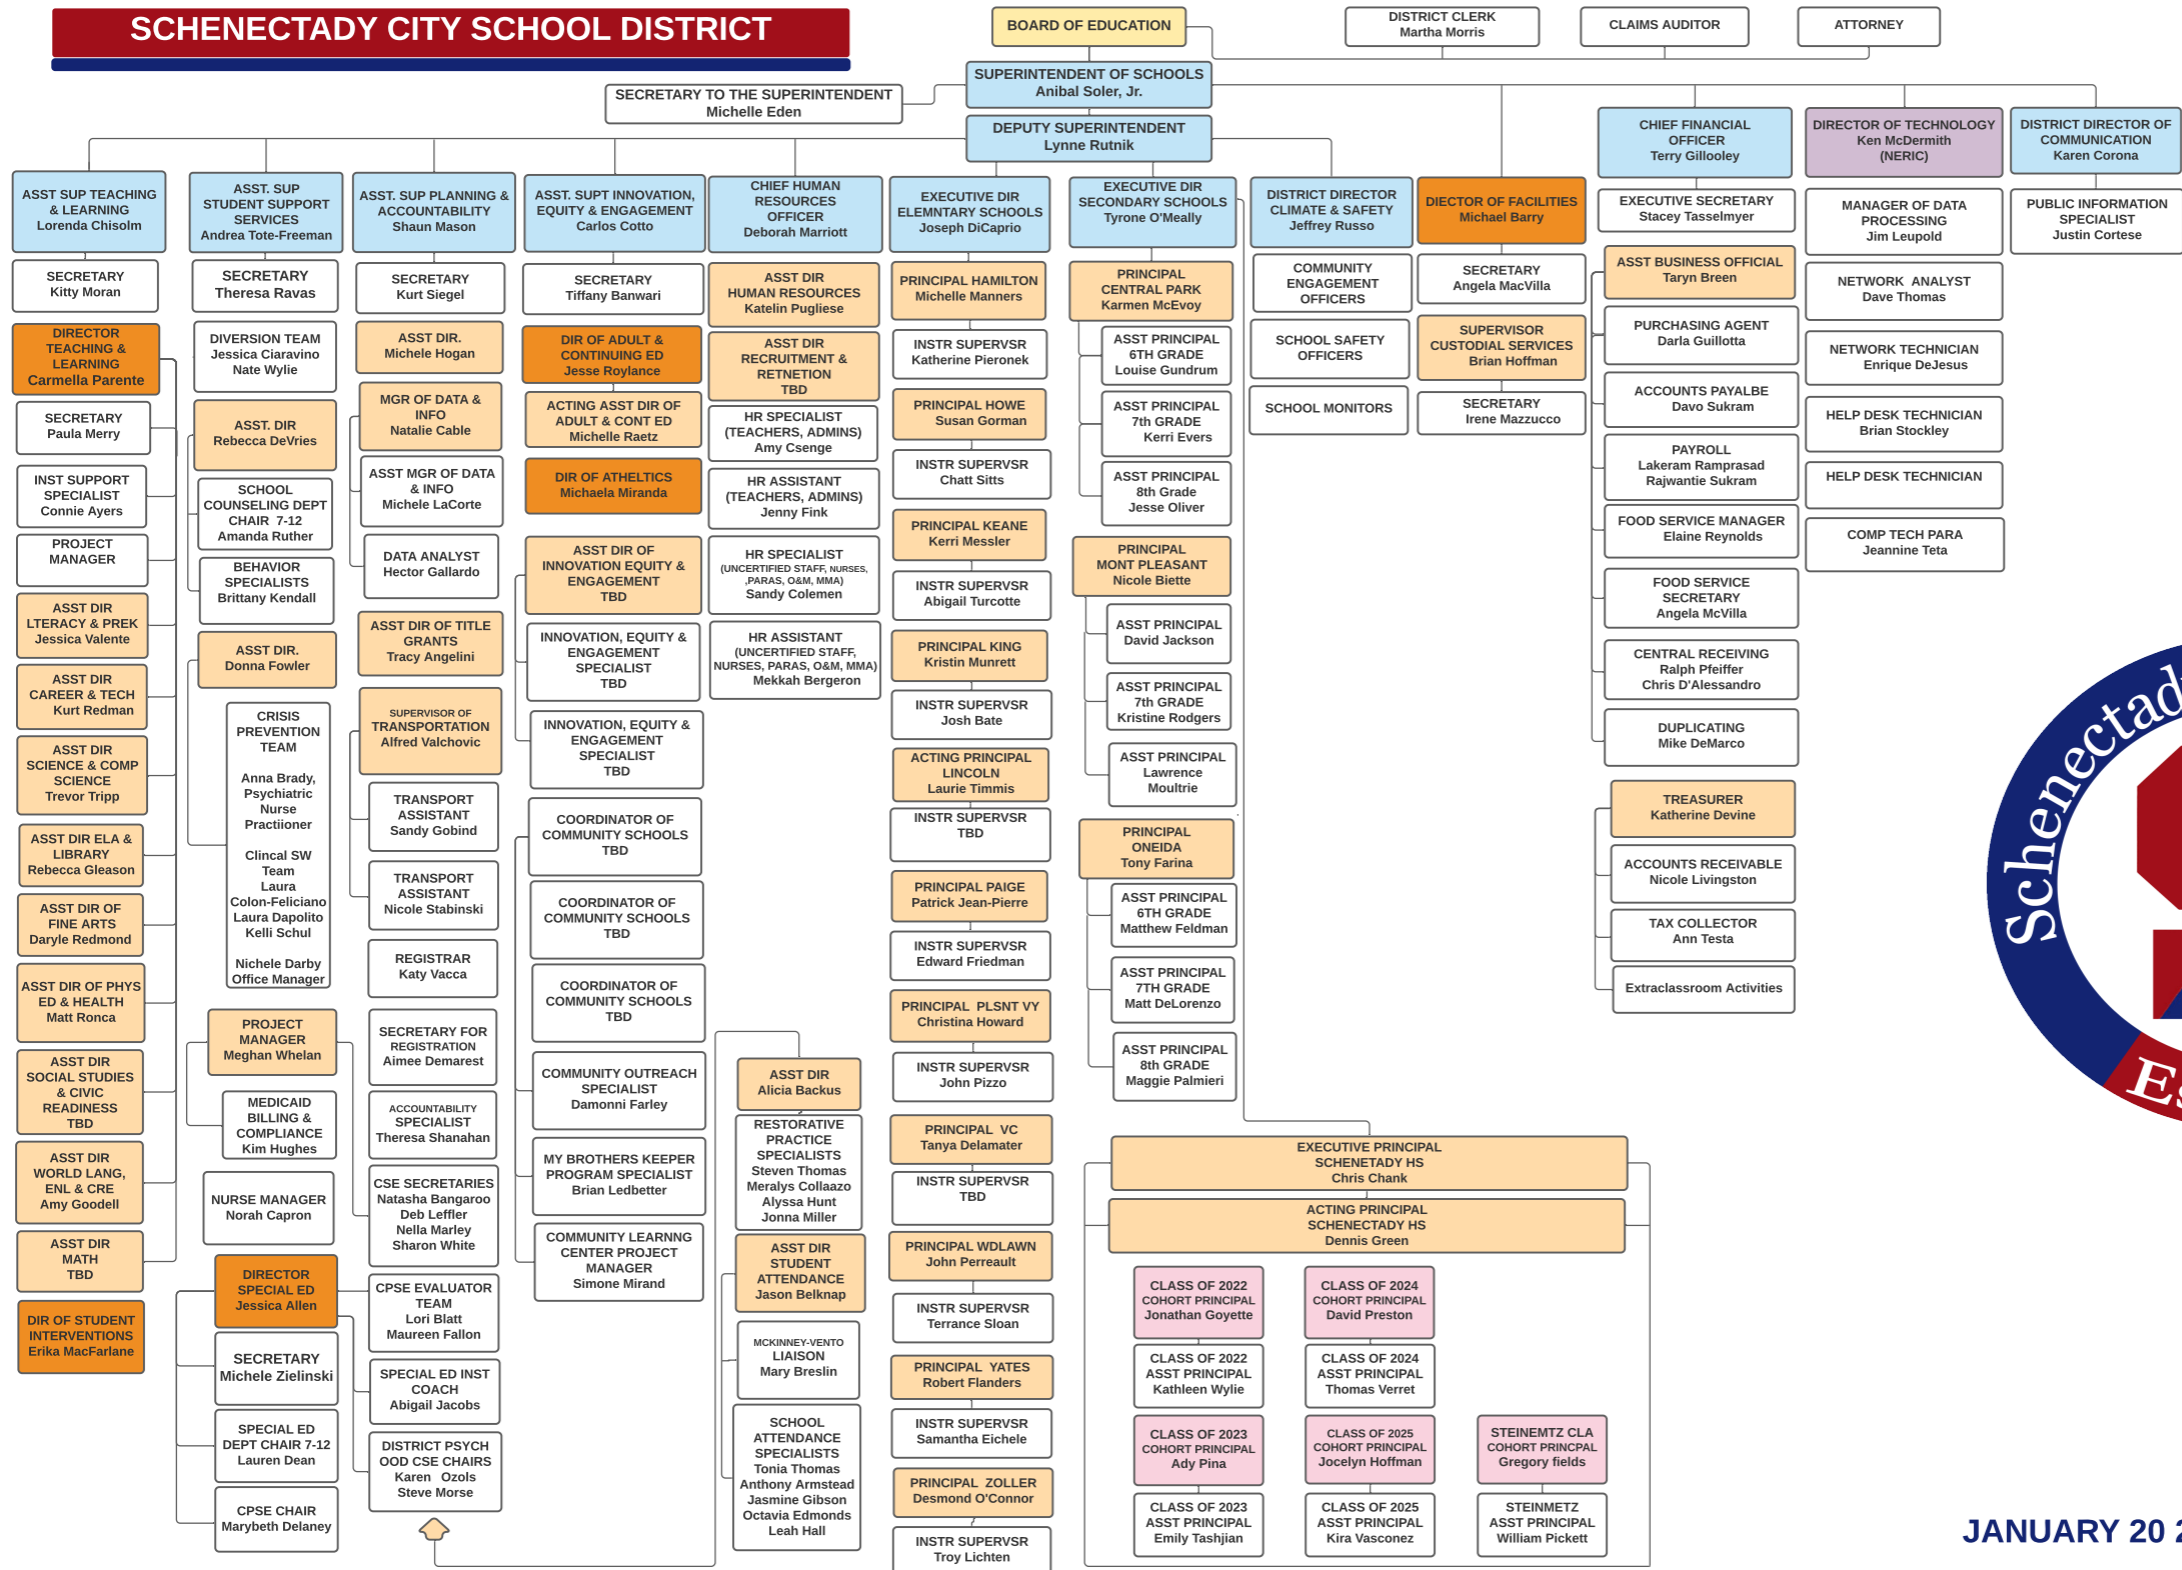 SCHENECTADY CITY SCHOOL DISTRICT
BOARD OF EDUCATION
DISTRICT CLERK
Martha Morris
CLAIMS AUDITOR
ATTORNEY
SUPERINTENDENT OF SCHOOLS
Anibal Soler, Jr.
SECRETARY TO THE SUPERINTENDENT
Michelle Eden
DEPUTY SUPERINTENDENT
Lynne Rutnik
ASST SUP TEACHING
& LEARNING
Lorenda Chisolm
SECRETARY
Kitty Moran
DIRECTOR
TEACHING &
LEARNING
Carmella Parente
SECRETARY
Paula Merry
INST SUPPORT
SPECIALIST
Connie Ayers
PROJECT
MANAGER
ASST DIR
LTERACY & PREK
Jessica Valente
ASST DIR
CAREER & TECH
Kurt Redman
ASST DIR
SCIENCE & COMP
SCIENCE
Trevor Tripp
ASST DIR ELA &
LIBRARY
Rebecca Gleason
ASST DIR OF
FINE ARTS
Daryle Redmond
ASST DIR OF PHYS
ED & HEALTH
Matt Ronca
ASST DIR
SOCIAL STUDIES
& CIVIC
READINESS
TBD
ASST DIR
WORLD LANG,
ENL & CRE
Amy Goodell
ASST DIR
MATH
TBD
DIR OF STUDENT
INTERVENTIONS
Erika MacFarlane
ASST. SUP
STUDENT SUPPORT
SERVICES
Andrea Tote-Freeman
SECRETARY
Theresa Ravas
DIVERSION TEAM
Jessica Ciaravino
Nate Wylie
ASST. DIR
Rebecca DeVries
SCHOOL
COUNSELING DEPT
CHAIR 7-12
Amanda Ruther
BEHAVIOR
SPECIALISTS
Brittany Kendall
ASST DIR.
Donna Fowler
CRISIS
PREVENTION
TEAM
Anna Brady,
Psychiatric
Nurse
Practiioner
Clincal SW
Team
Laura
Colon-Feliciano
Laura Dapolito
Kelli Schul
Nichele Darby
Office Manager
PROJECT
MANAGER
Meghan Whelan
MEDICAID
BILLING &
COMPLIANCE
Kim Hughes
NURSE MANAGER
Norah Capron
DIRECTOR
SPECIAL ED
Jessica Allen
SECRETARY
Michele Zielinski
SPECIAL ED
DEPT CHAIR 7-12
Lauren Dean
CPSE CHAIR
Marybeth Delaney
ASST. SUP PLANNING &
ACCOUNTABILITY
Shaun Mason
SECRETARY
Kurt Siegel
ASST DIR.
Michele Hogan
MGR OF DATA &
INFO
Natalie Cable
ASST MGR OF DATA
& INFO
Michele LaCorte
DATA ANALYST
Hector Gallardo
ASST DIR OF TITLE
GRANTS
Tracy Angelini
SUPERVISOR OF
TRANSPORTATION
Alfred Valchovic
TRANSPORT
ASSISTANT
Sandy Gobind
TRANSPORT
ASSISTANT
Nicole Stabinski
REGISTRAR
Katy Vacca
SECRETARY FOR
REGISTRATION
Aimee Demarest
ACCOUNTABILITY
SPECIALIST
Theresa Shanahan
CSE SECRETARIES
Natasha Bangaroo
Deb Leffler
Nella Marley
Sharon White
CPSE EVALUATOR
TEAM
Lori Blatt
Maureen Fallon
SPECIAL ED INST
COACH
Abigail Jacobs
DISTRICT PSYCH
OOD CSE CHAIRS
Karen Ozols
Steve Morse
ASST. SUPT INNOVATION,
EQUITY & ENGAGEMENT
Carlos Cotto
SECRETARY
Tiffany Banwari
DIR OF ADULT &
CONTINUING ED
Jesse Roylance
ACTING ASST DIR OF
ADULT & CONT ED
Michelle Raetz
DIR OF ATHELTICS
Michaela Miranda
ASST DIR OF
INNOVATION EQUITY &
ENGAGEMENT
TBD
INNOVATION, EQUITY &
ENGAGEMENT
SPECIALIST
TBD
INNOVATION, EQUITY &
ENGAGEMENT
SPECIALIST
TBD
COORDINATOR OF
COMMUNITY SCHOOLS
TBD
COORDINATOR OF
COMMUNITY SCHOOLS
TBD
COORDINATOR OF
COMMUNITY SCHOOLS
TBD
COMMUNITY OUTREACH
SPECIALIST
Damonni Farley
MY BROTHERS KEEPER
PROGRAM SPECIALIST
Brian Ledbetter
COMMUNITY LEARNNG
CENTER PROJECT
MANAGER
Simone Mirand
CHIEF HUMAN
RESOURCES
OFFICER
Deborah Marriott
ASST DIR
HUMAN RESOURCES
Katelin Pugliese
ASST DIR
RECRUITMENT &
RETNETION
TBD
HR SPECIALIST
(TEACHERS, ADMINS)
Amy Csenge
HR ASSISTANT
(TEACHERS, ADMINS)
Jenny Fink
HR SPECIALIST
(UNCERTIFIED STAFF, NURSES,
,PARAS, O&M, MMA)
Sandy Colemen
HR ASSISTANT
(UNCERTIFIED STAFF,
NURSES, PARAS, O&M, MMA)
Mekkah Bergeron
ASST DIR
Alicia Backus
RESTORATIVE
PRACTICE
SPECIALISTS
Steven Thomas
Meralys Collaazo
Alyssa Hunt
Jonna Miller
ASST DIR
STUDENT
ATTENDANCE
Jason Belknap
MCKINNEY-VENTO
LIAISON
Mary Breslin
SCHOOL
ATTENDANCE
SPECIALISTS
Tonia Thomas
Anthony Armstead
Jasmine Gibson
Octavia Edmonds
Leah Hall
EXECUTIVE DIR
ELEMNTARY SCHOOLS
Joseph DiCaprio
PRINCIPAL HAMILTON
Michelle Manners
INSTR SUPERVSR
Katherine Pieronek
PRINCIPAL HOWE
Susan Gorman
INSTR SUPERVSR
Chatt Sitts
PRINCIPAL KEANE
Kerri Messler
INSTR SUPERVSR
Abigail Turcotte
PRINCIPAL KING
Kristin Munrett
INSTR SUPERVSR
Josh Bate
ACTING PRINCIPAL
LINCOLN
Laurie Timmis
INSTR SUPERVSR
TBD
PRINCIPAL PAIGE
Patrick Jean-Pierre
INSTR SUPERVSR
Edward Friedman
PRINCIPAL PLSNT VY
Christina Howard
INSTR SUPERVSR
John Pizzo
PRINCIPAL VC
Tanya Delamater
INSTR SUPERVSR
TBD
PRINCIPAL WDLAWN
John Perreault
INSTR SUPERVSR
Terrance Sloan
PRINCIPAL YATES
Robert Flanders
INSTR SUPERVSR
Samantha Eichele
PRINCIPAL ZOLLER
Desmond O'Connor
INSTR SUPERVSR
Troy Lichten
EXECUTIVE DIR
SECONDARY SCHOOLS
Tyrone O'Meally
PRINCIPAL
CENTRAL PARK
Karmen McEvoy
ASST PRINCIPAL
6TH GRADE
Louise Gundrum
ASST PRINCIPAL
7th GRADE
Kerri Evers
ASST PRINCIPAL
8th Grade
Jesse Oliver
PRINCIPAL
MONT PLEASANT
Nicole Biette
ASST PRINCIPAL
David Jackson
ASST PRINCIPAL
7th GRADE
Kristine Rodgers
ASST PRINCIPAL
Lawrence
Moultrie
PRINCIPAL
ONEIDA
Tony Farina
ASST PRINCIPAL
6TH GRADE
Matthew Feldman
ASST PRINCIPAL
7TH GRADE
Matt DeLorenzo
ASST PRINCIPAL
8th GRADE
Maggie Palmieri
EXECUTIVE PRINCIPAL
SCHENETADY HS
Chris Chank
ACTING PRINCIPAL
SCHENECTADY HS
Dennis Green
CLASS OF 2022
COHORT PRINCIPAL
Jonathan Goyette
CLASS OF 2022
ASST PRINCIPAL
Kathleen Wylie
CLASS OF 2023
COHORT PRINCIPAL
Ady Pina
CLASS OF 2023
ASST PRINCIPAL
Emily Tashjian
CLASS OF 2024
COHORT PRINCIPAL
David Preston
CLASS OF 2024
ASST PRINCIPAL
Thomas Verret
CLASS OF 2025
COHORT PRINCPAL
Jocelyn Hoffman
CLASS OF 2025
ASST PRINCIPAL
Kira Vasconez
STEINEMTZ CLA
COHORT PRINCPAL
Gregory fields
STEINMETZ
ASST PRINCIPAL
William Pickett
DISTRICT DIRECTOR
CLIMATE & SAFETY
Jeffrey Russo
COMMUNITY
ENGAGEMENT
OFFICERS
SCHOOL SAFETY
OFFICERS
SCHOOL MONITORS
DIECTOR OF FACILITIES
Michael Barry
SECRETARY
Angela MacVilla
SUPERVISOR
CUSTODIAL SERVICES
Brian Hoffman
SECRETARY
Irene Mazzucco
CHIEF FINANCIAL
OFFICER
Terry Gillooley
EXECUTIVE SECRETARY
Stacey Tasselmyer
ASST BUSINESS OFFICIAL
Taryn Breen
PURCHASING AGENT
Darla Guillotta
ACCOUNTS PAYALBE
Davo Sukram
PAYROLL
Lakeram Ramprasad
Rajwantie Sukram
FOOD SERVICE MANAGER
Elaine Reynolds
FOOD SERVICE
SECRETARY
Angela McVilla
CENTRAL RECEIVING
Ralph Pfeiffer
Chris D'Alessandro
DUPLICATING
Mike DeMarco
TREASURER
Katherine Devine
ACCOUNTS RECEIVABLE
Nicole Livingston
TAX COLLECTOR
Ann Testa
Extraclassroom Activities
DIRECTOR OF TECHNOLOGY
Ken McDermith
(NERIC)
MANAGER OF DATA
PROCESSING
Jim Leupold
NETWORK ANALYST
Dave Thomas
NETWORK TECHNICIAN
Enrique DeJesus
HELP DESK TECHNICIAN
Brian Stockley
HELP DESK TECHNICIAN
COMP TECH PARA
Jeannine Teta
DISTRICT DIRECTOR OF
COMMUNICATION
Karen Corona
PUBLIC INFORMATION
SPECIALIST
Justin Cortese
Schenectad
Es
JANUARY 20 2